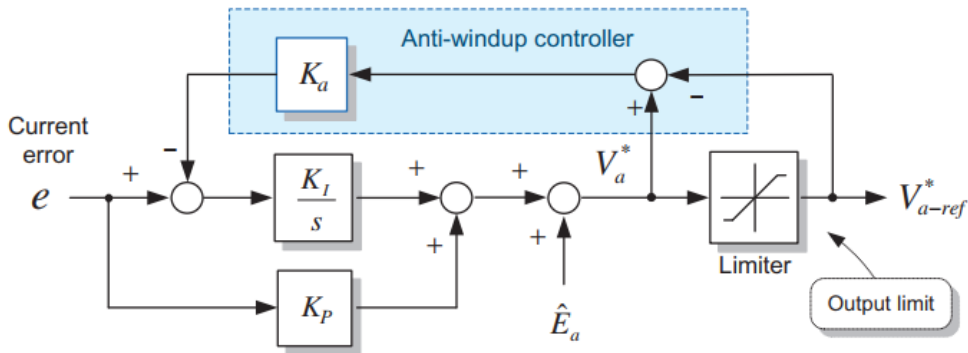 Anti-windup controller
K_a
+
–
Current
error
–
V_a^*
e
+
K_I
s
+
+
V_{a-ref}^*
+
+
Limiter
K_P
Ê_a
Output limit